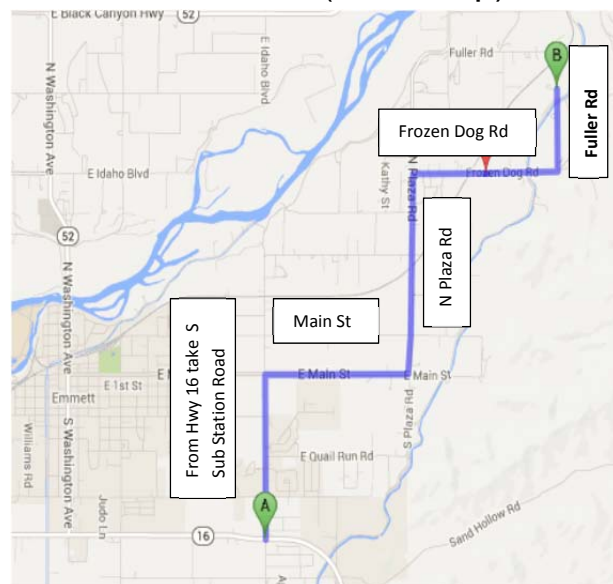 E Black Canyon Hwy
E Idaho Blvd
Fuller Rd
B
Fuller Rd
N Washington Ave
Frozen Dog Rd
E Idaho Blvd
Kathy St
N Plaza Rd
Frozen Dog Rd
52
N Plaza Rd
52
N Washington Ave
From Hwy 16 take S
Sub Station Road
Main St
E 1st St
E Main St
E Main St
Emmett
S Plaza Rd
Williams Rd
S Washington Ave
E Quail Run Rd
Judo Ln
A
16
Sand Hollow Rd